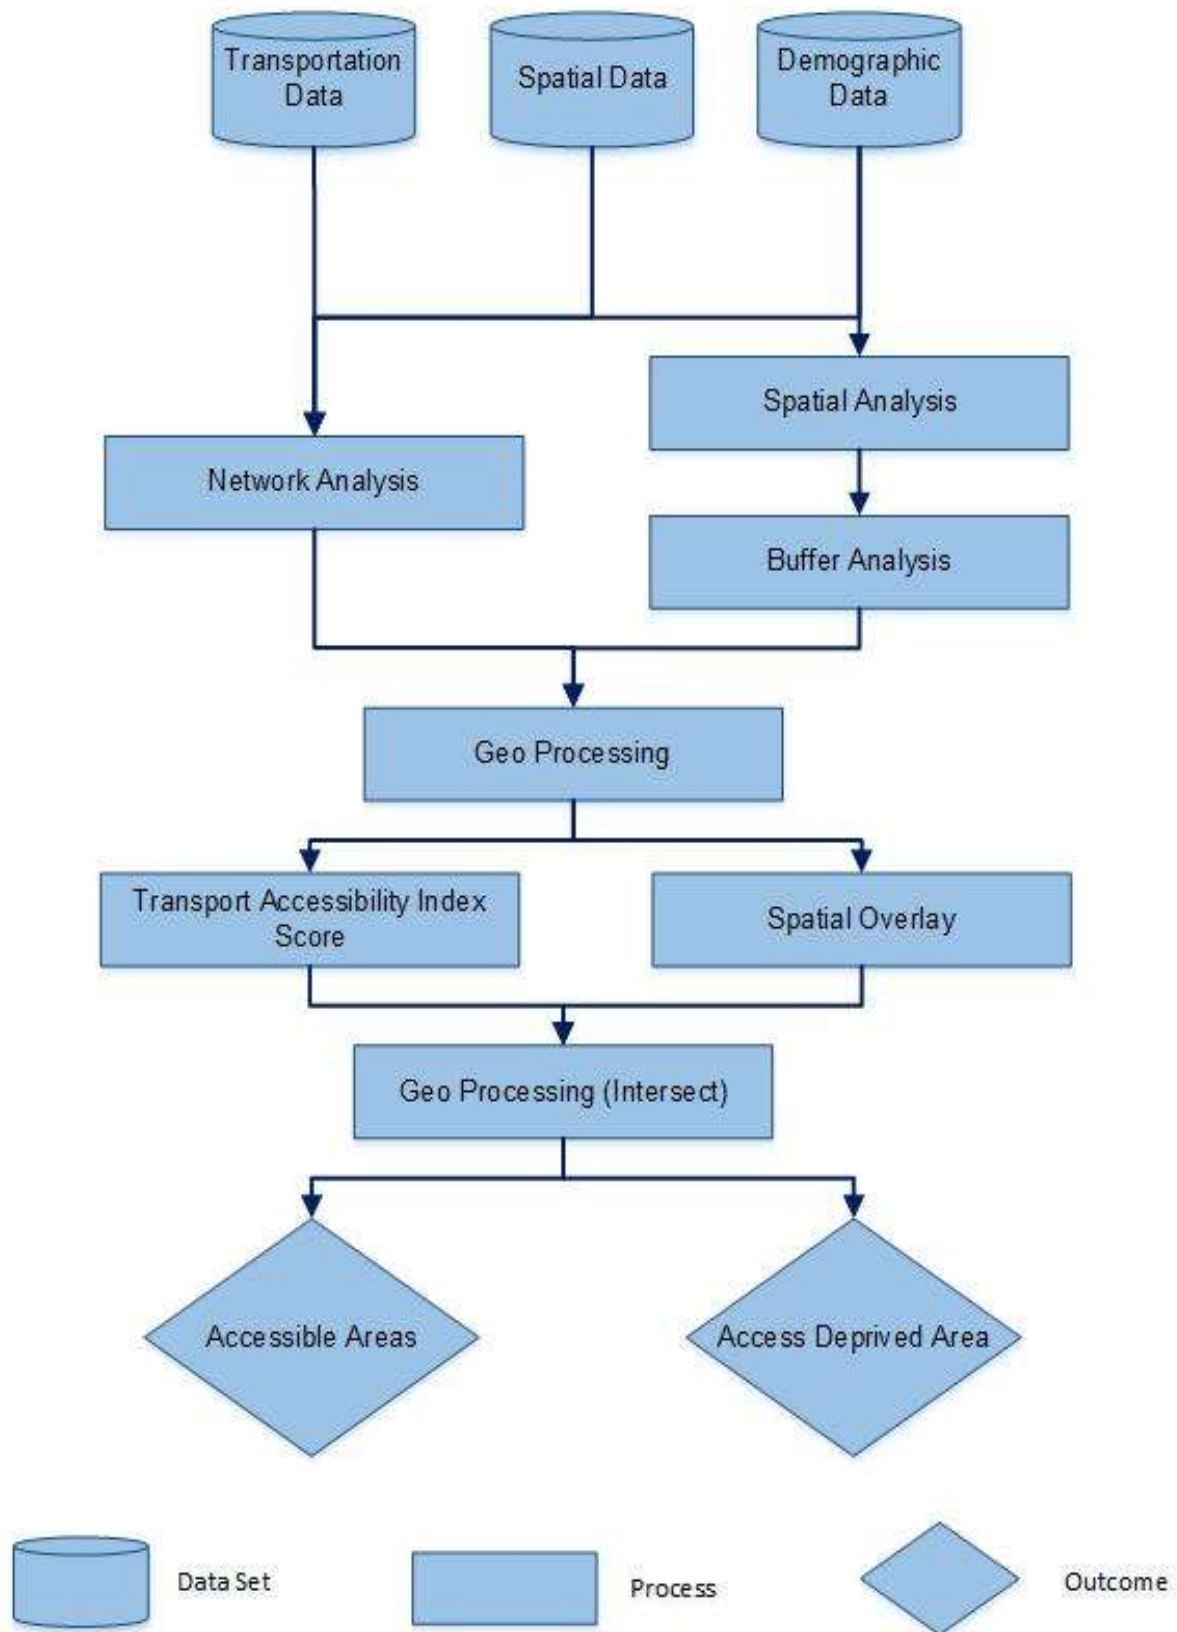 Transportation
Data
Spatial Data
Demographic
Data
Spatial Analysis
Network Analysis
Buffer Analysis
Geo Processing
Transport Accessibility Index
Score
Spatial Overlay
Geo Processing (Intersect)
Accessible Areas
Access Deprived Area
Data Set
Process
Outcome